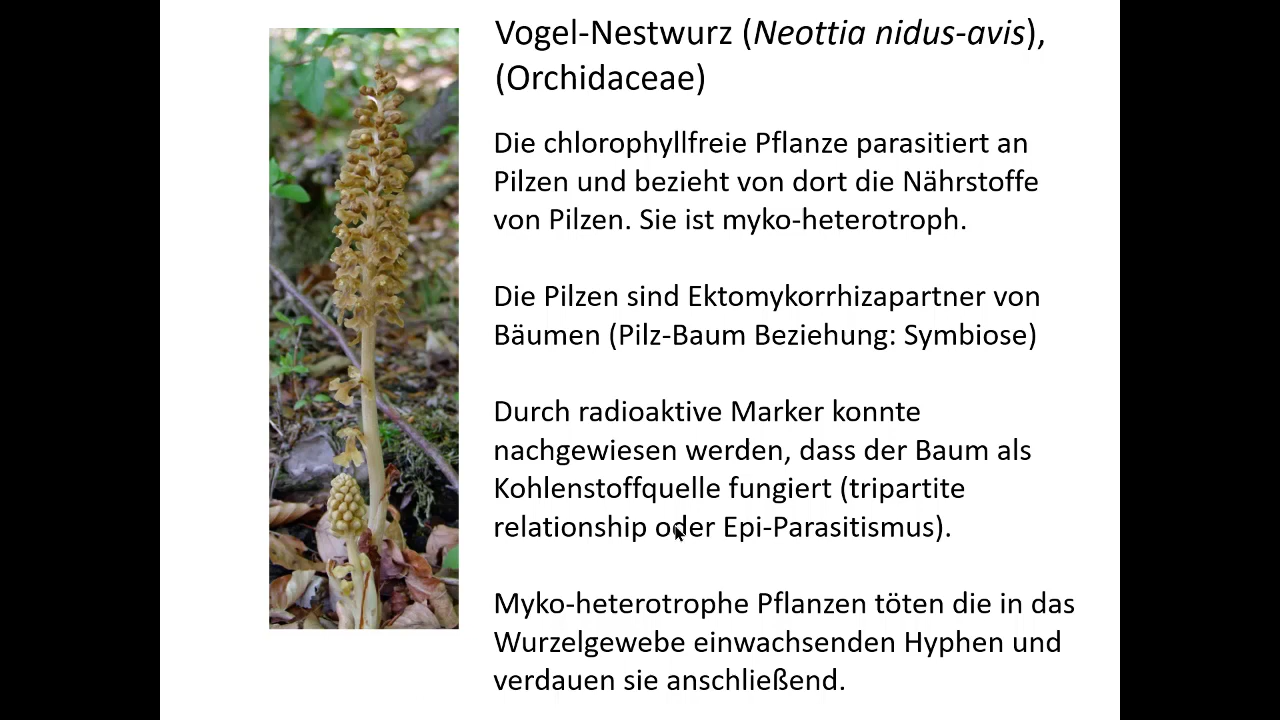 Vogel-Nestwurz (Neottia nidus-avis),
(Orchidaceae)
Die chlorophyllfreie Pflanze parasitiert an
Pilzen und bezieht von dort die Nährstoffe
von Pilzen. Sie ist myko-heterotroph.
Die Pilzen sind Ektomykorrhizapartner von
Bäumen (Pilz-Baum Beziehung: Symbiose)
Durch radioaktive Marker konnte
nachgewiesen werden, dass der Baum als
Kohlenstoffquelle fungiert (tripartite
relationship oder Epi-Parasitismus).
Myko-heterotrophe Pflanzen töten die in das
Wurzelgewebe einwachsenden Hyphen und
verdauen sie anschließend.